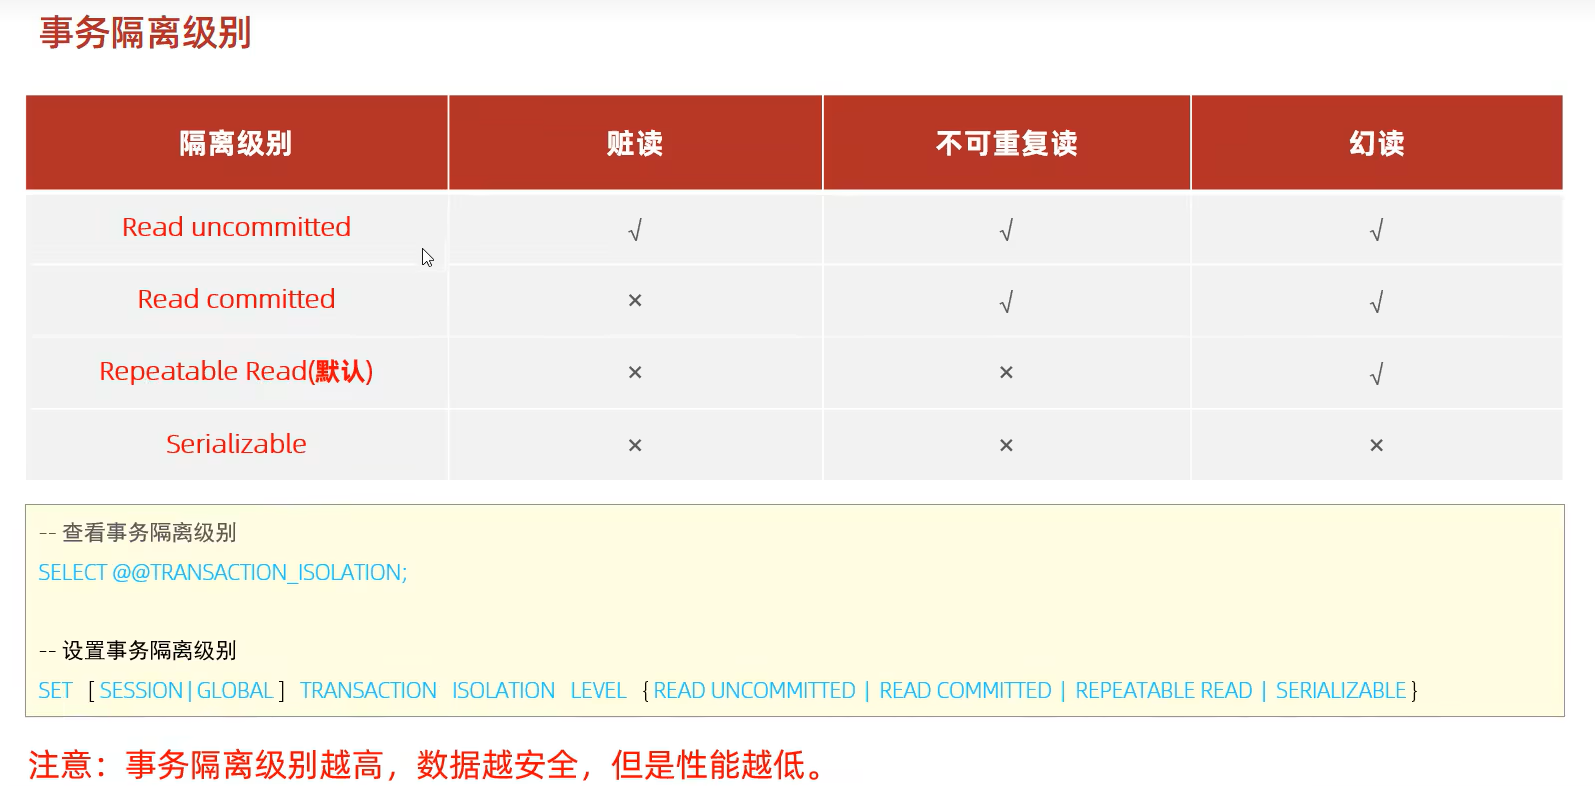 事务隔离级别
隔离级别 脏读 不可重复读 幻读
Read uncommitted √ √ √
Read committed × √ √
Repeatable Read(默认) × × √
Serializable × × ×
-- 查看事务隔离级别
SELECT @@TRANSACTION_ISOLATION;
-- 设置事务隔离级别
SET [ SESSION | GLOBAL ] TRANSACTION ISOLATION LEVEL { READ UNCOMMITTED | READ COMMITTED | REPEATABLE READ | SERIALIZABLE }
注意：事务隔离级别越高，数据越安全，但是性能越低。